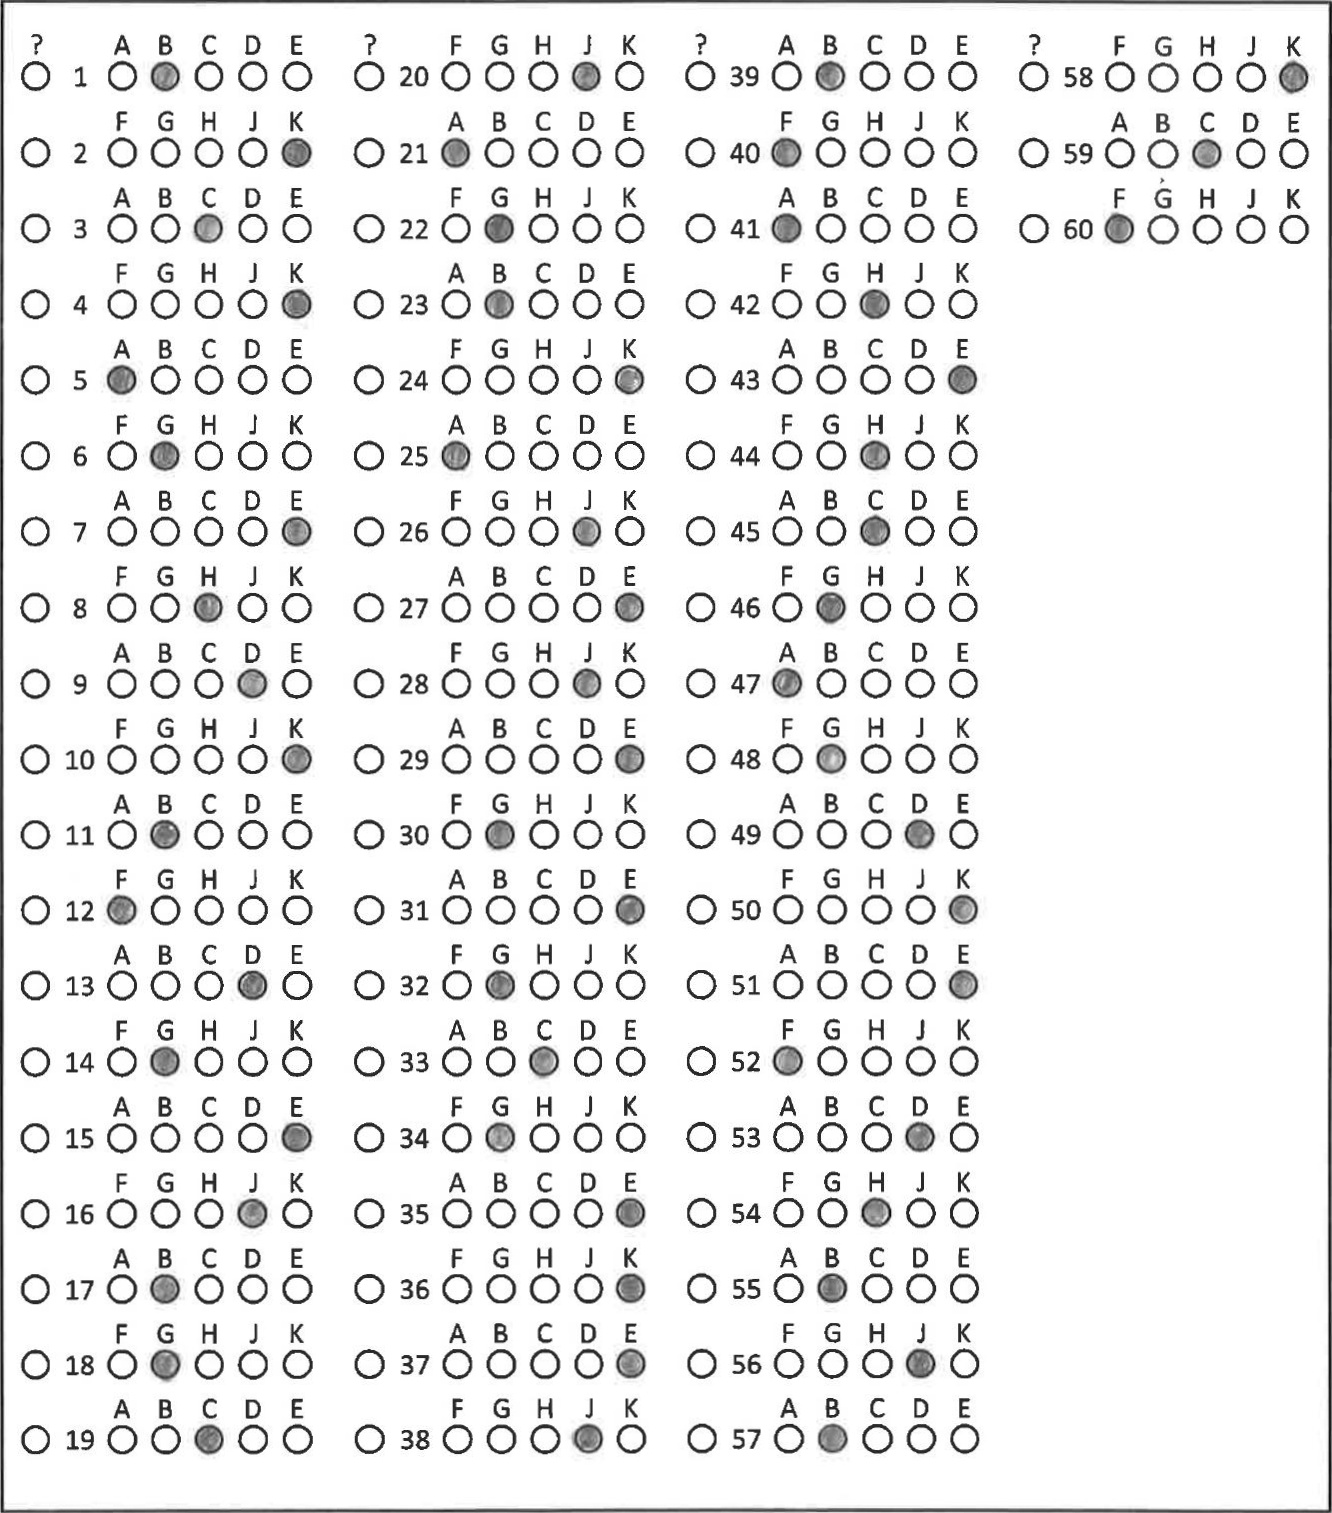 ? A B C D E
1
F G H J K
2
A B C D E
3
F G H J K
4
A B C D E
5
F G H J K
6
A B C D E
7
F G H J K
8
A B C D E
9
F G H J K
10
A B C D E
11
F G H J K
12
A B C D E
13
F G H J K
14
A B C D E
15
F G H J K
16
A B C D E
17
F G H J K
18
A B C D E
19
? F G H J K
20
A B C D E
21
F G H J K
22
A B C D E
23
F G H J K
24
A B C D E
25
F G H J K
26
A B C D E
27
F G H J K
28
A B C D E
29
F G H J K
30
A B C D E
31
F G H J K
32
A B C D E
33
F G H J K
34
A B C D E
35
F G H J K
36
A B C D E
37
F G H J K
38
? A B C D E
39
F G H J K
40
A B C D E
41
F G H J K
42
A B C D E
43
F G H J K
44
A B C D E
45
F G H J K
46
A B C D E
47
F G H J K
48
A B C D E
49
F G H J K
50
A B C D E
51
F G H J K
52
A B C D E
53
F G H J K
54
A B C D E
55
F G H J K
56
A B C D E
57
? F G H J K
58
A B C D E
59
F G H J K
60